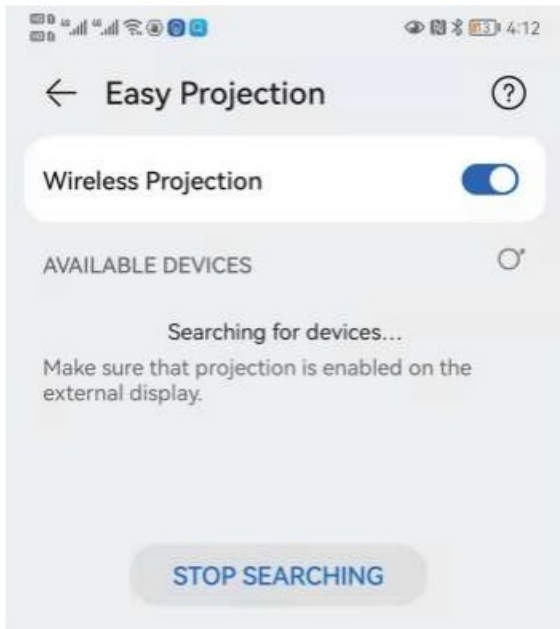 4:12
Easy Projection
Wireless Projection
AVAILABLE DEVICES
Searching for devices...
Make sure that projection is enabled on the
external display.
STOP SEARCHING